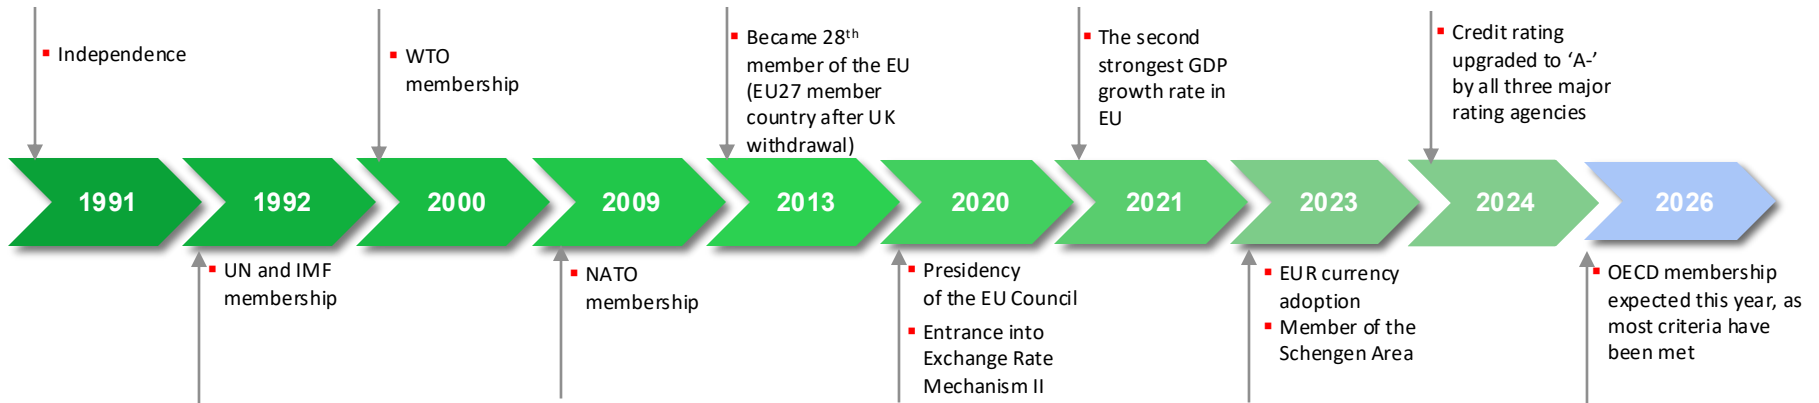 ▪ Independence
▪ WTO
membership
▪ Became 28th
member of the EU
(EU27 member
country after UK
withdrawal)
▪ The second
strongest GDP
growth rate in
EU
▪ Credit rating
upgraded to ‘A-’
by all three major
rating agencies
1991
1992
2000
2009
2013
2020
2021
2023
2024
2026
▪ UN and IMF
membership
▪ NATO
membership
▪ Presidency
of the EU Council
▪ Entrance into
Exchange Rate
Mechanism II
▪ EUR currency
adoption
▪ Member of the
Schengen Area
▪ OECD membership
expected this year, as
most criteria have
been met